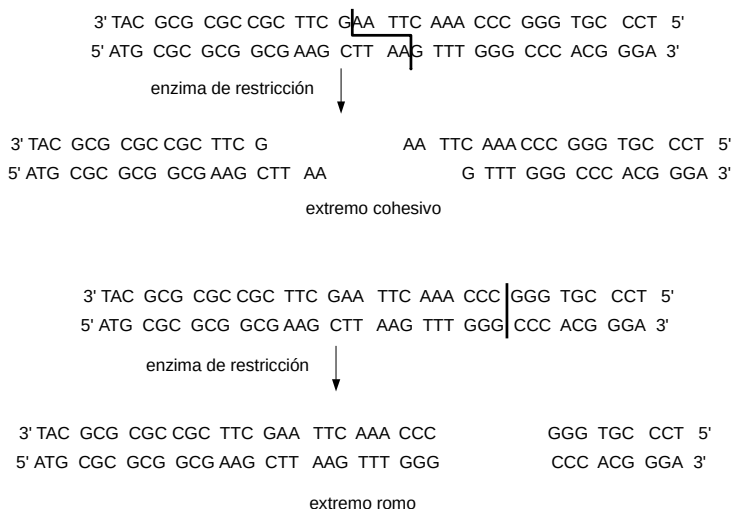 3' TAC GCG CGC CGC TTC GAA TTC AAA CCC GGG TGC CCT 5'
5' ATG CGC GCG GCG AAG CTT AAG TTT GGG CCC ACG GGA 3'
enzima de restricción
3' TAC GCG CGC CGC TTC G AA TTC AAA CCC GGG TGC CCT 5'
5' ATG CGC GCG GCG AAG CTT AA G TTT GGG CCC ACG GGA 3'
extremo cohesivo
3' TAC GCG CGC CGC TTC GAA TTC AAA CCC GGG TGC CCT 5'
5' ATG CGC GCG GCG AAG CTT AAG TTT GGG CCC ACG GGA 3'
enzima de restricción
3' TAC GCG CGC CGC TTC GAA TTC AAA CCC GGG TGC CCT 5'
5' ATG CGC GCG GCG AAG CTT AAG TTT GGG CCC ACG GGA 3'
extremo romo